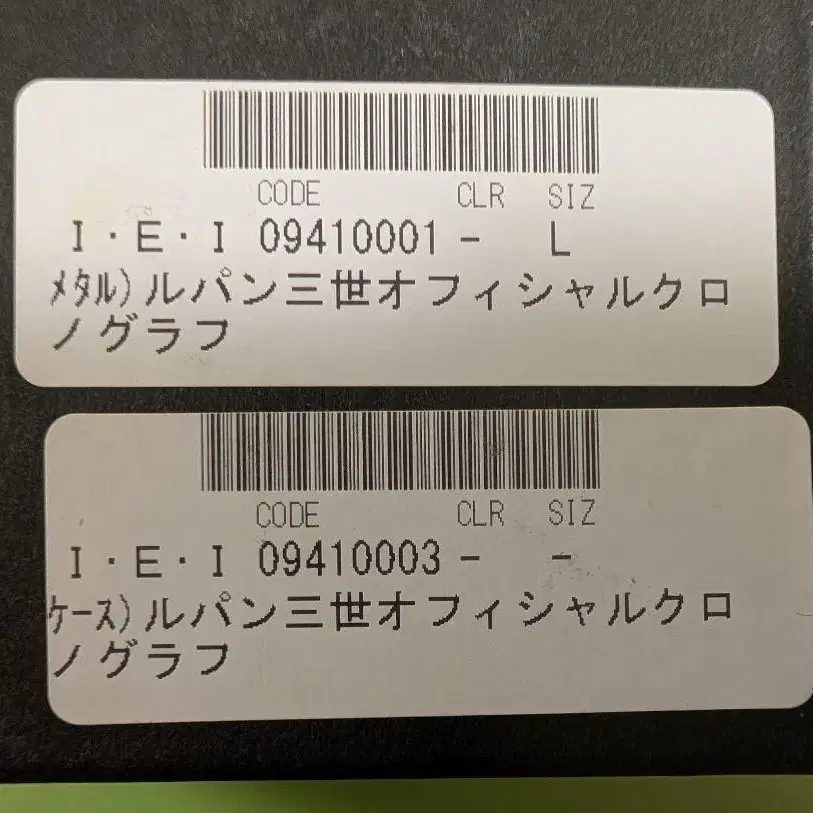 CODE CLR SIZ
I・E・I 09410001 - L
ﾒﾀﾙ)ルパン三世オフィシャルクロ
ノグラフ
CODE CLR SIZ
I・E・I 09410003 - -
ｹｰｽ)ルパン三世オフィシャルクロ
ノグラフ